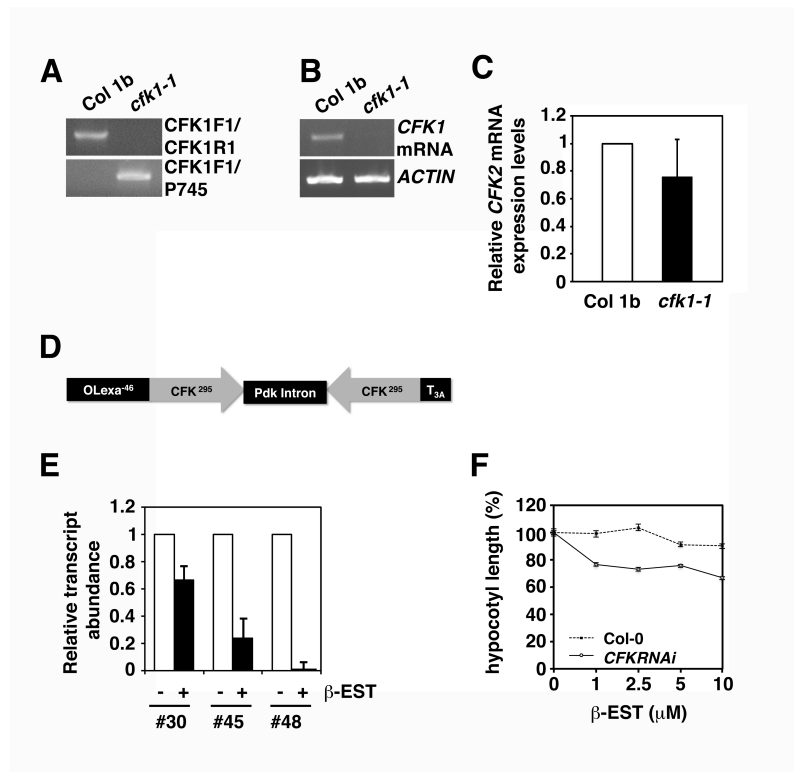 A
Col 1b
cfk1-1
CFK1F1/
CFK1R1
CFK1F1/
P745
B
Col 1b
cfk1-1
CFK1
mRNA
ACTIN
C
Relative CFK2 mRNA
expression levels
1.2
1
0.8
0.6
0.4
0.2
0
Col 1b
cfk1-1
D
OLexa-46
CFK295
Pdk Intron
CFK295
T3A
E
Relative transcript
abundance
1.2
1
0.8
0.6
0.4
0.2
0
- + - + - + β-EST
#30 #45 #48
F
hypocotyl length (%)
120
100
80
60
40
20
0
Col-0
CFKRNAi
0 1 2.5 5 10
β-EST (μM)